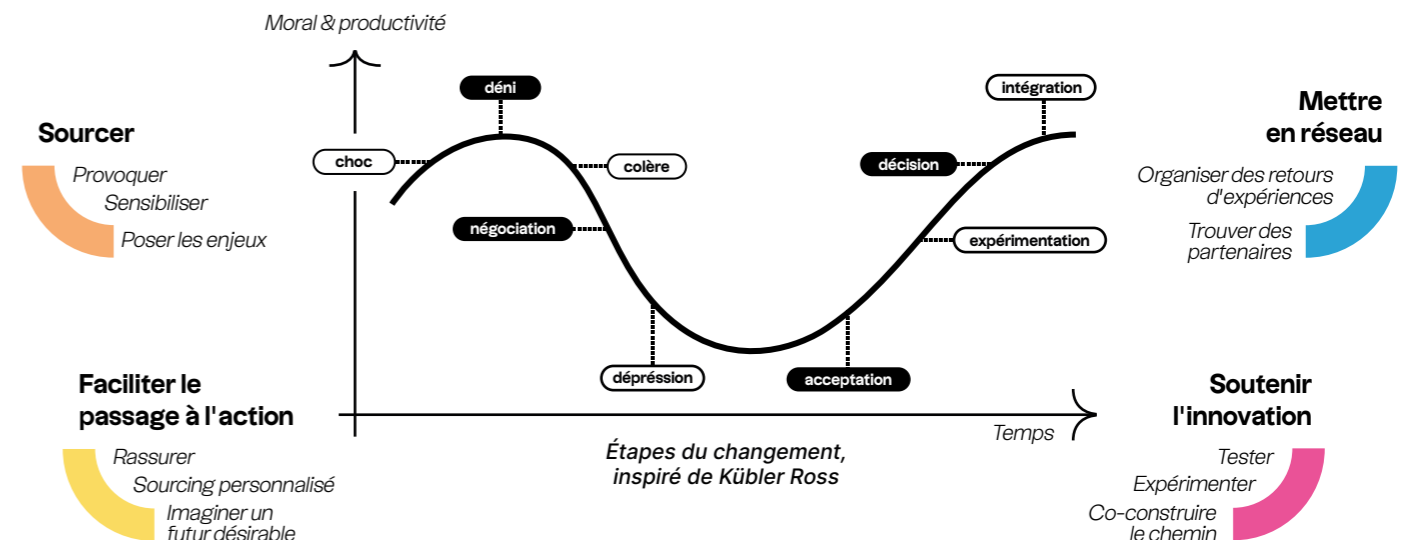 Moral & productivité
déni
intégration
Sourcer
choc
colère
décision
Mettre
en réseau
Provoquer
Sensibiliser
Poser les enjeux
négociation
expérimentation
Organiser des retours
d'expériences
Trouver des
partenaires
dépréssion
acceptation
Faciliter le
passage à l'action
Rassurer
Sourcing personnalisé
Imaginer un
futur désirable
Temps
Étapes du changement,
inspiré de Kübler Ross
Soutenir
l'innovation
Tester
Expérimenter
Co-construire
le chemin